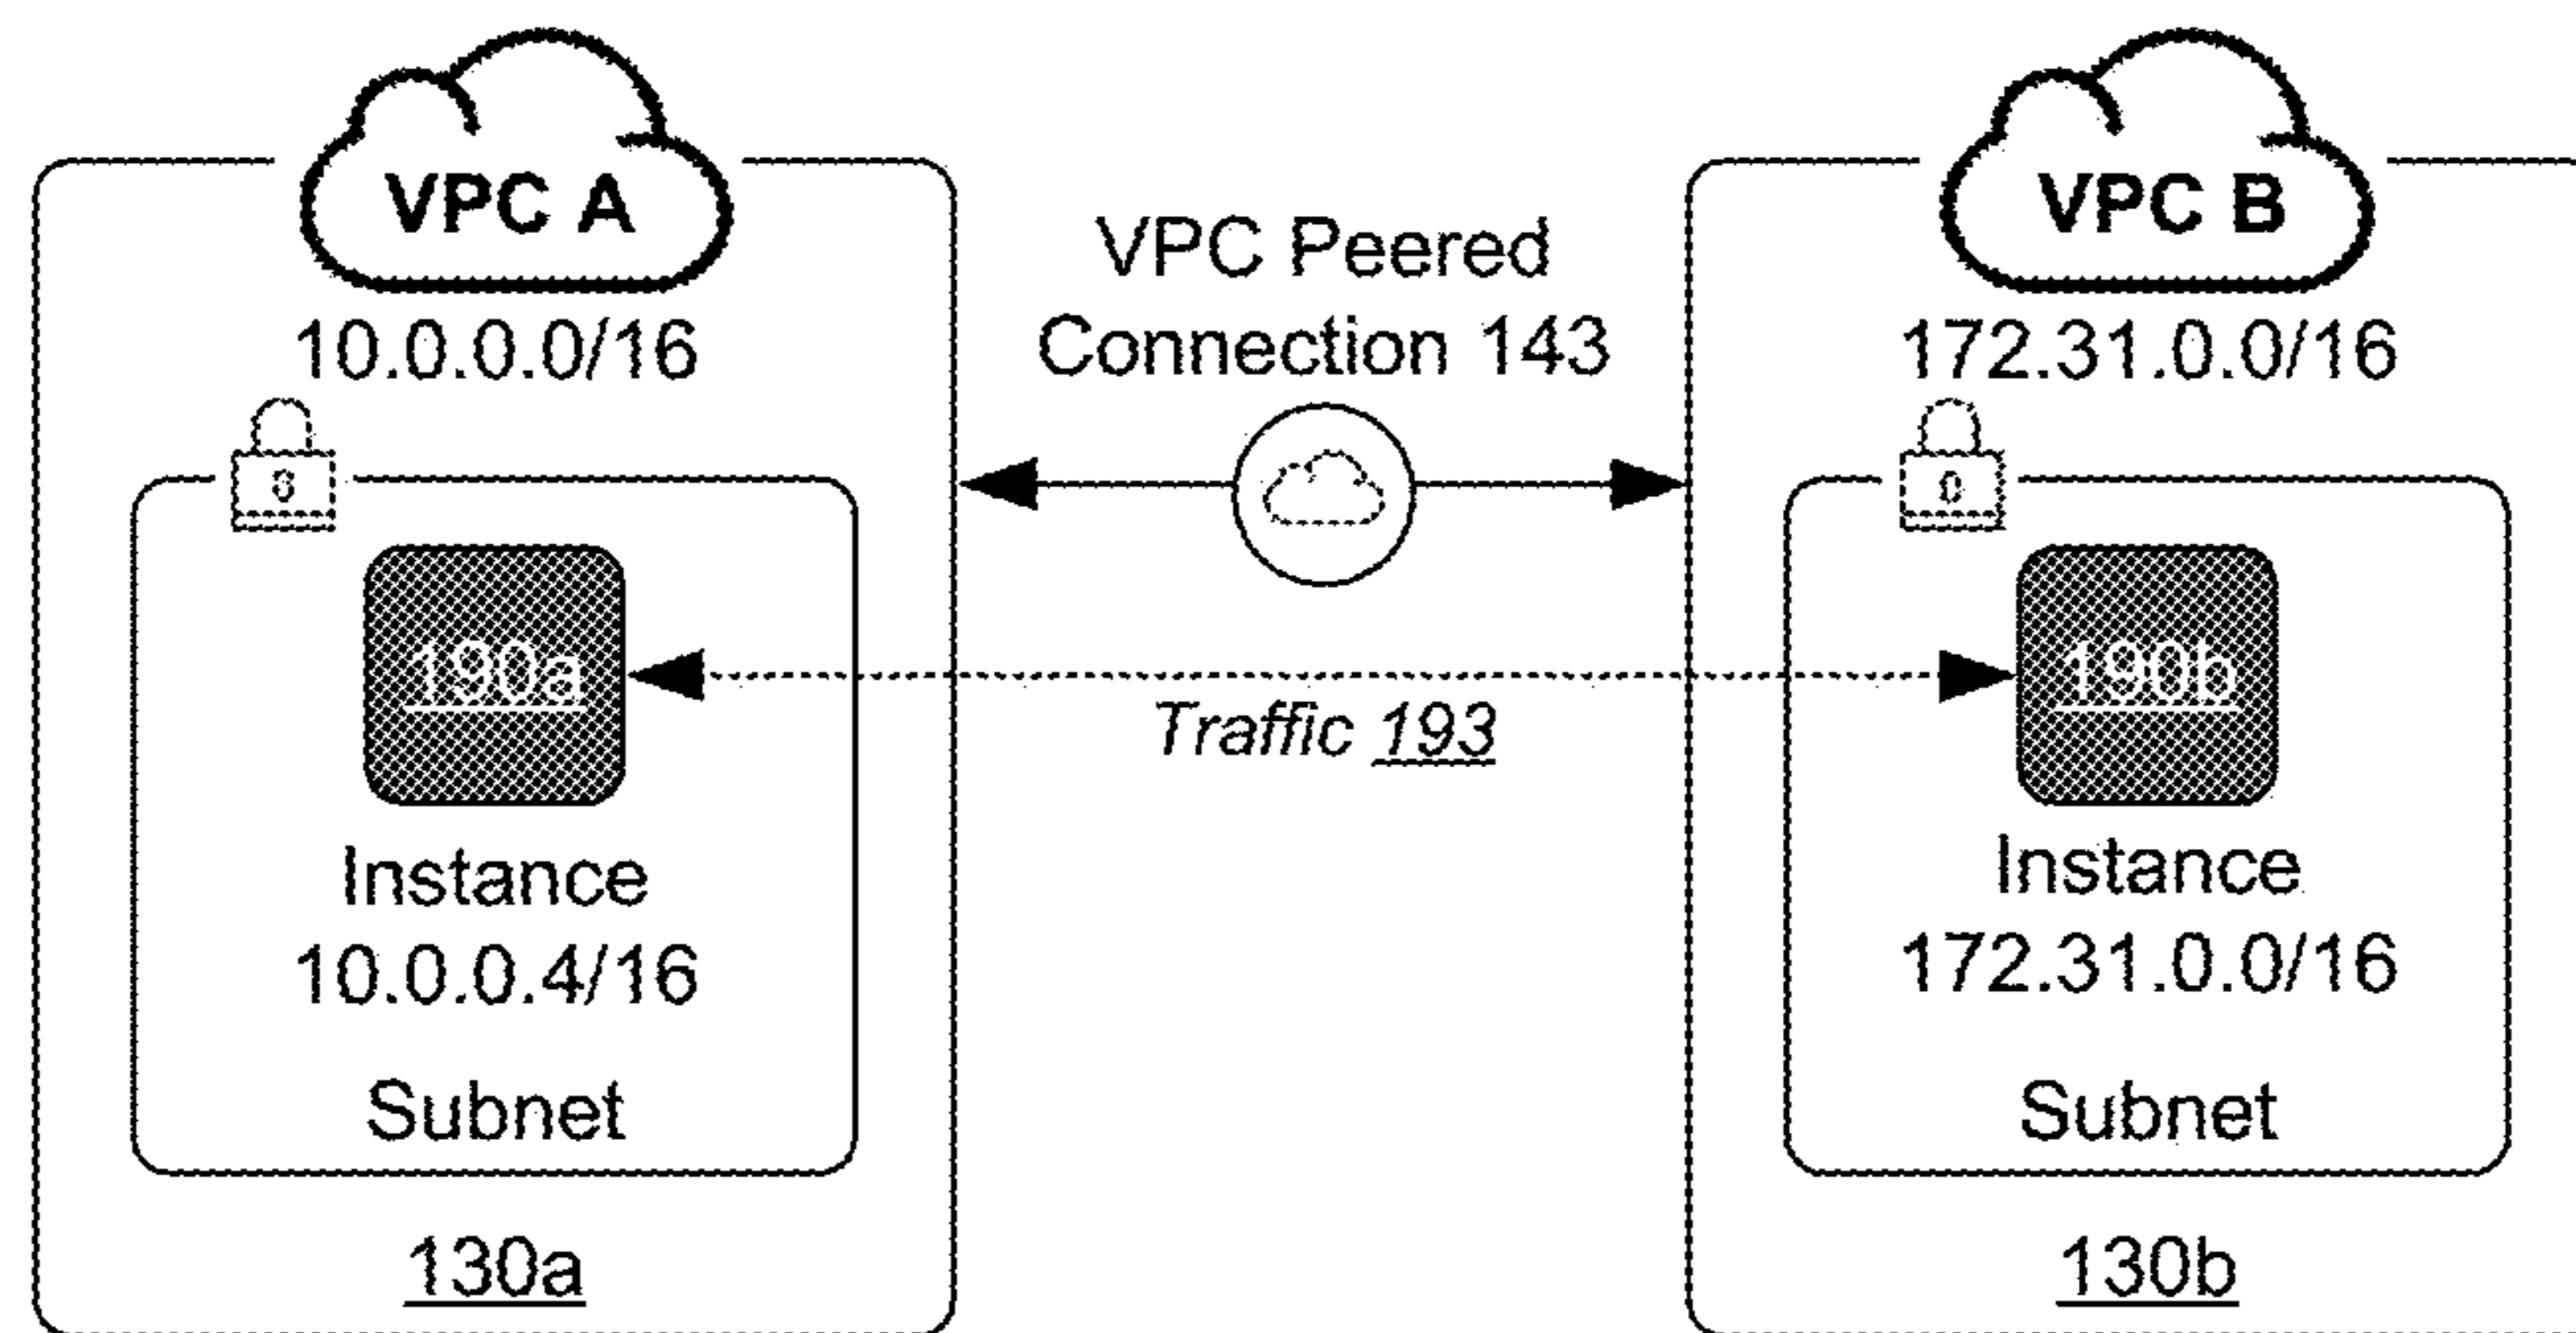 VPC A
10.0.0.0/16
190a
Instance
10.0.0.4/16
Subnet
130a
VPC Peered
Connection 143
Traffic 193
VPC B
172.31.0.0/16
0
190b
Instance
172.31.0.0/16
Subnet
130b